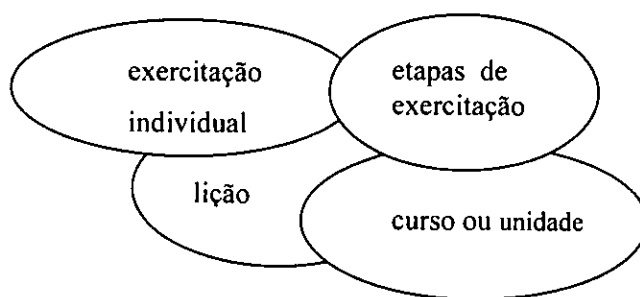 exercitação
individual
etapas de
exercitação
lição
curso ou unidade